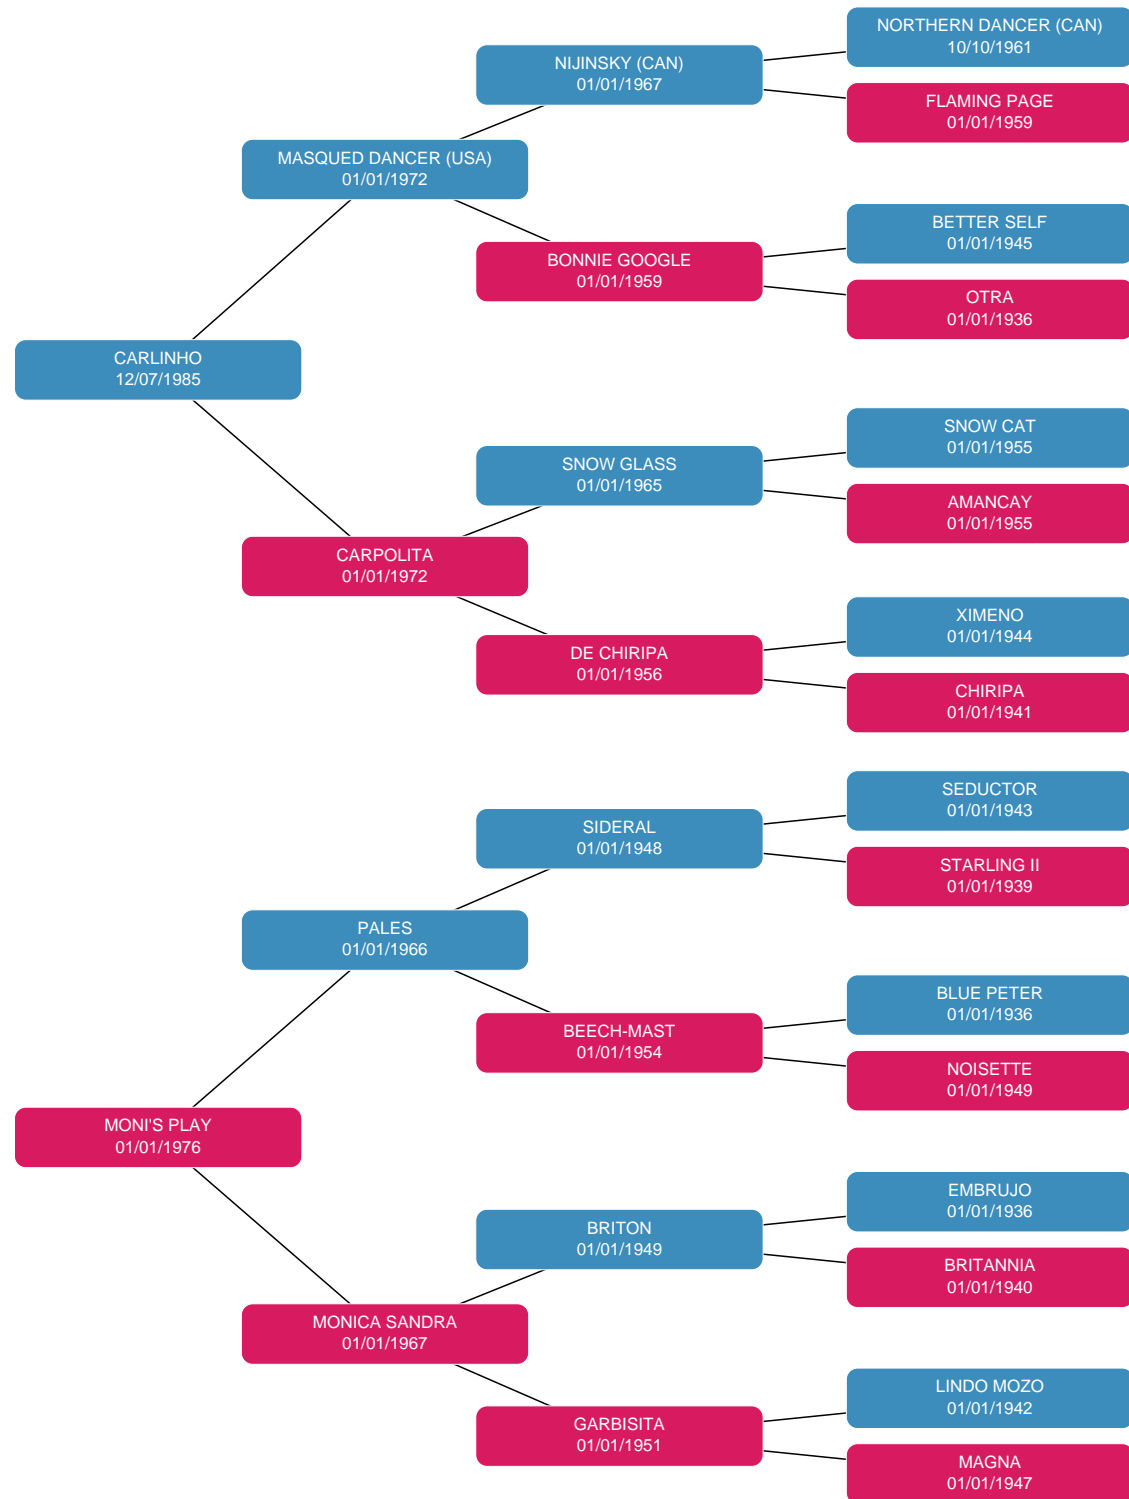 NORTHERN DANCER (CAN)
10/10/1961
NIJINSKY (CAN)
01/01/1967
FLAMING PAGE
01/01/1959
MASQUED DANCER (USA)
01/01/1972
BETTER SELF
01/01/1945
BONNIE GOOGLE
01/01/1959
OTRA
01/01/1936
CARLINHO
12/07/1985
SNOW CAT
01/01/1955
SNOW GLASS
01/01/1965
AMANCAY
01/01/1955
CARPOLITA
01/01/1972
XIMENO
01/01/1944
DE CHIRIPA
01/01/1956
CHIRIPA
01/01/1941
SEDUCTOR
01/01/1943
SIDERAL
01/01/1948
STARLING II
01/01/1939
PALES
01/01/1966
BLUE PETER
01/01/1936
BEECH-MAST
01/01/1954
NOISETTE
01/01/1949
MONI'S PLAY
01/01/1976
EMBRUJO
01/01/1936
BRITON
01/01/1949
BRITANNIA
01/01/1940
MONICA SANDRA
01/01/1967
LINDO MOZO
01/01/1942
GARBISITA
01/01/1951
MAGNA
01/01/1947